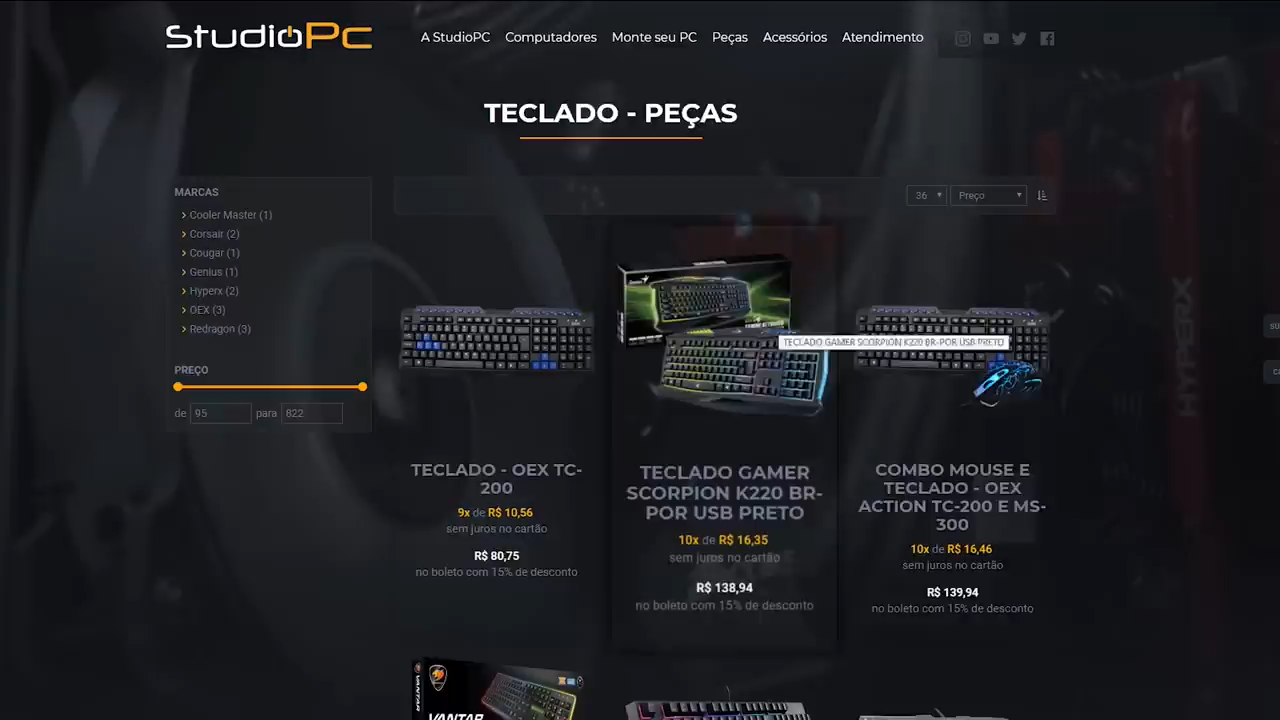 StudioPc
A StudioPC Computadores Monte seu PC Peças Acessórios Atendimento
TECLADO - PEÇAS
MARCAS
Cooler Master (1)
Corsair (2)
Cougar (1)
Genius (1)
Hyperx (2)
OEX (3)
Redragon (3)
PREÇO
de 95 para 822
36 Preço
TECLADO GAMER SCORPION K220 BR-POR USB PRETO
TECLADO - OEX TC-
200
9x de R$ 10,56
sem juros no cartão
R$ 80,75
no boleto com 15% de desconto
TECLADO GAMER
SCORPION K220 BR-
POR USB PRETO
10x de R$ 16,35
sem juros no cartão
R$ 138,94
no boleto com 15% de desconto
COMBO MOUSE E
TECLADO - OEX
ACTION TC-200 E MS-
300
10x de R$ 16,46
sem juros no cartão
R$ 139,94
no boleto com 15% de desconto
VANTAR
HYPERX